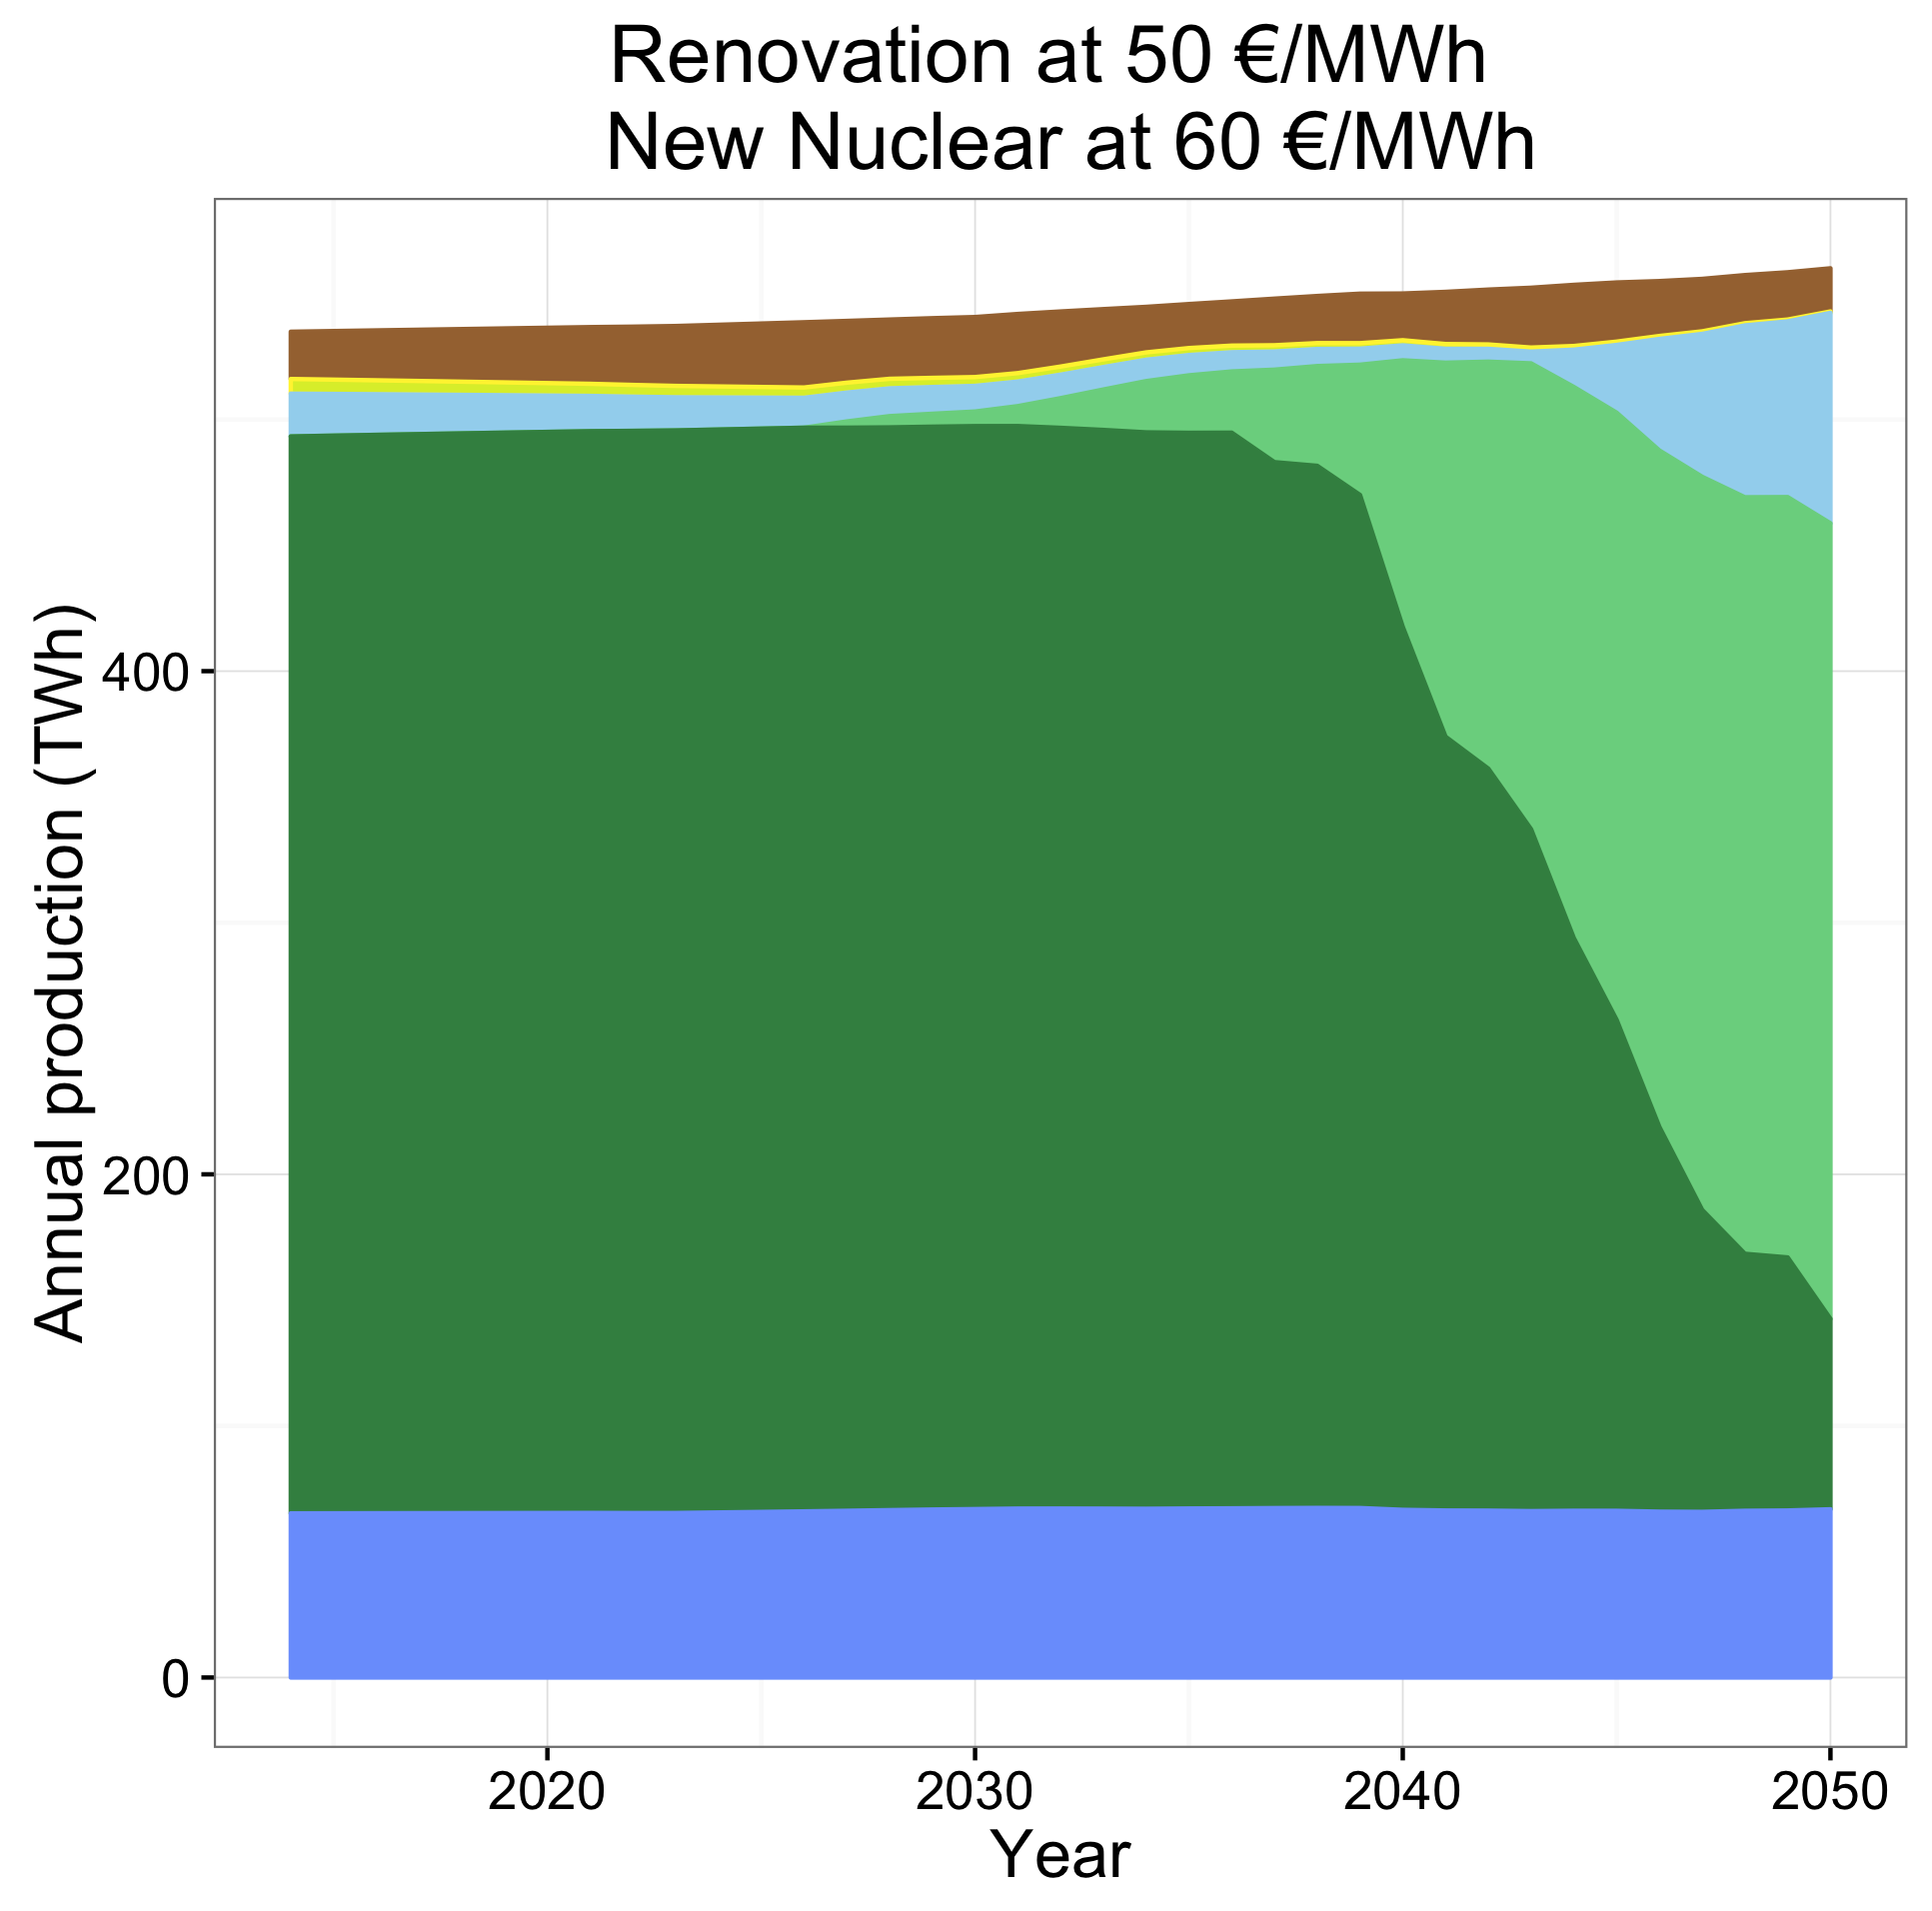 Renovation at 50 €/MWh
New Nuclear at 60 €/MWh
Annual production (TWh)
400
200
0
2020
2030
2040
2050
Year